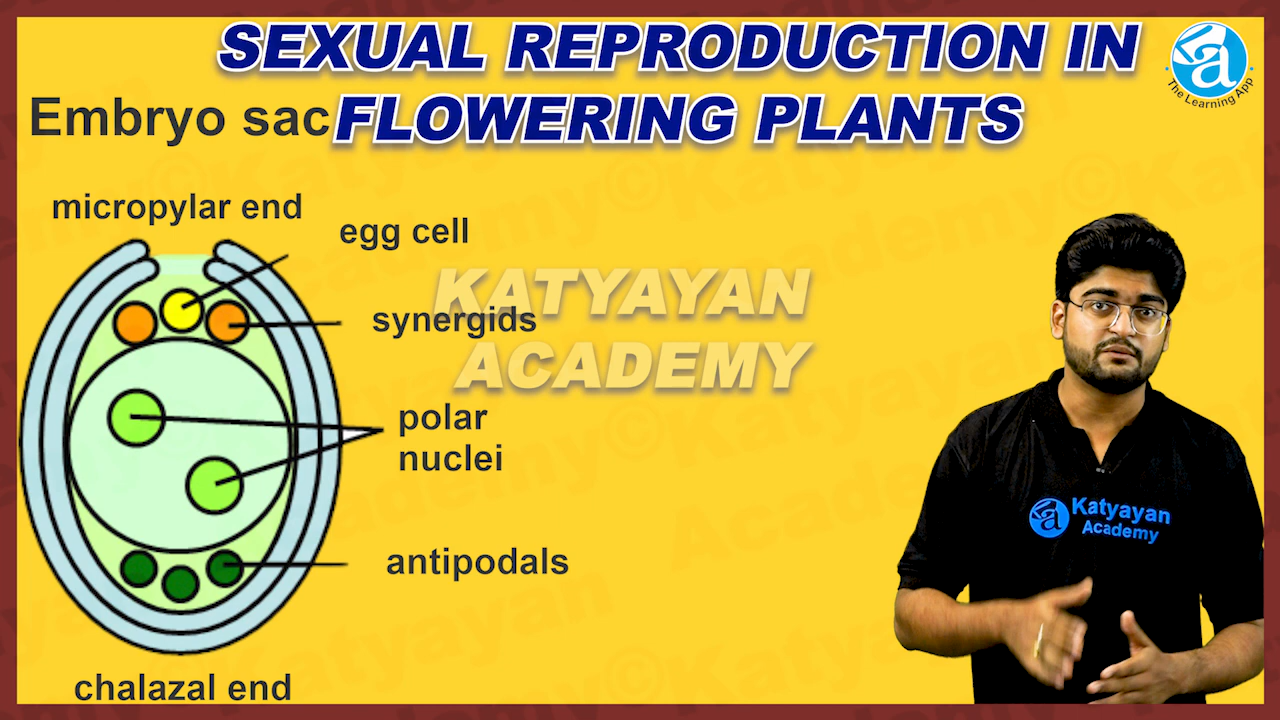 SEXUAL REPRODUCTION IN
FLOWERING PLANTS
a
The Learning App
Embryo sac
micropylar end
egg cell
KATYAYAN
ACADEMY
synergids
polar
nuclei
antipodals
chalazal end
a Katyayan
Academy